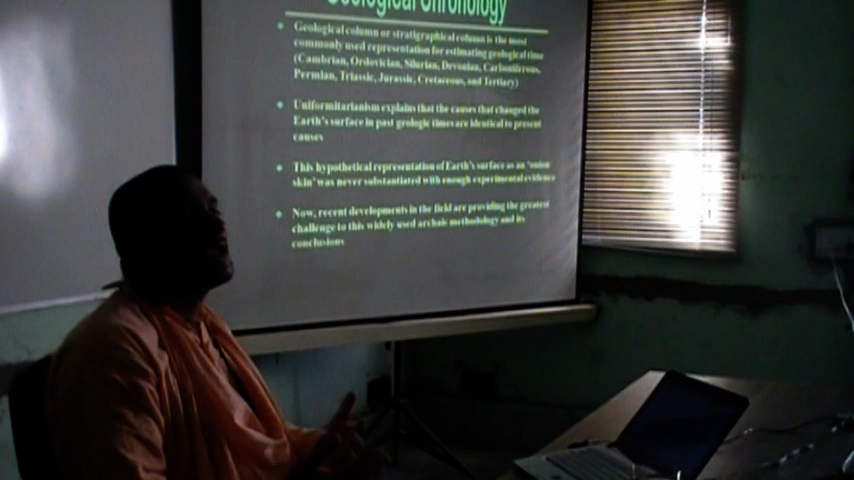 Geological Chronology
Geological column or stratigraphical column is the most
commonly used representation for estimating geological time
(Cambrian, Ordovician, Silurian, Devonian, Carboniferous,
Permian, Triassic, Jurassic, Cretaceous, and Tertiary)
Uniformitarianism explains that the causes that changed the
Earth's surface in past geologic times are identical to present
causes
This hypothetical representation of Earth's surface as an 'onion
skin' was never substantiated with enough experimental evidence
Now, recent developments in the field are providing the greatest
challenge to this widely used archaic methodology and its
conclusions